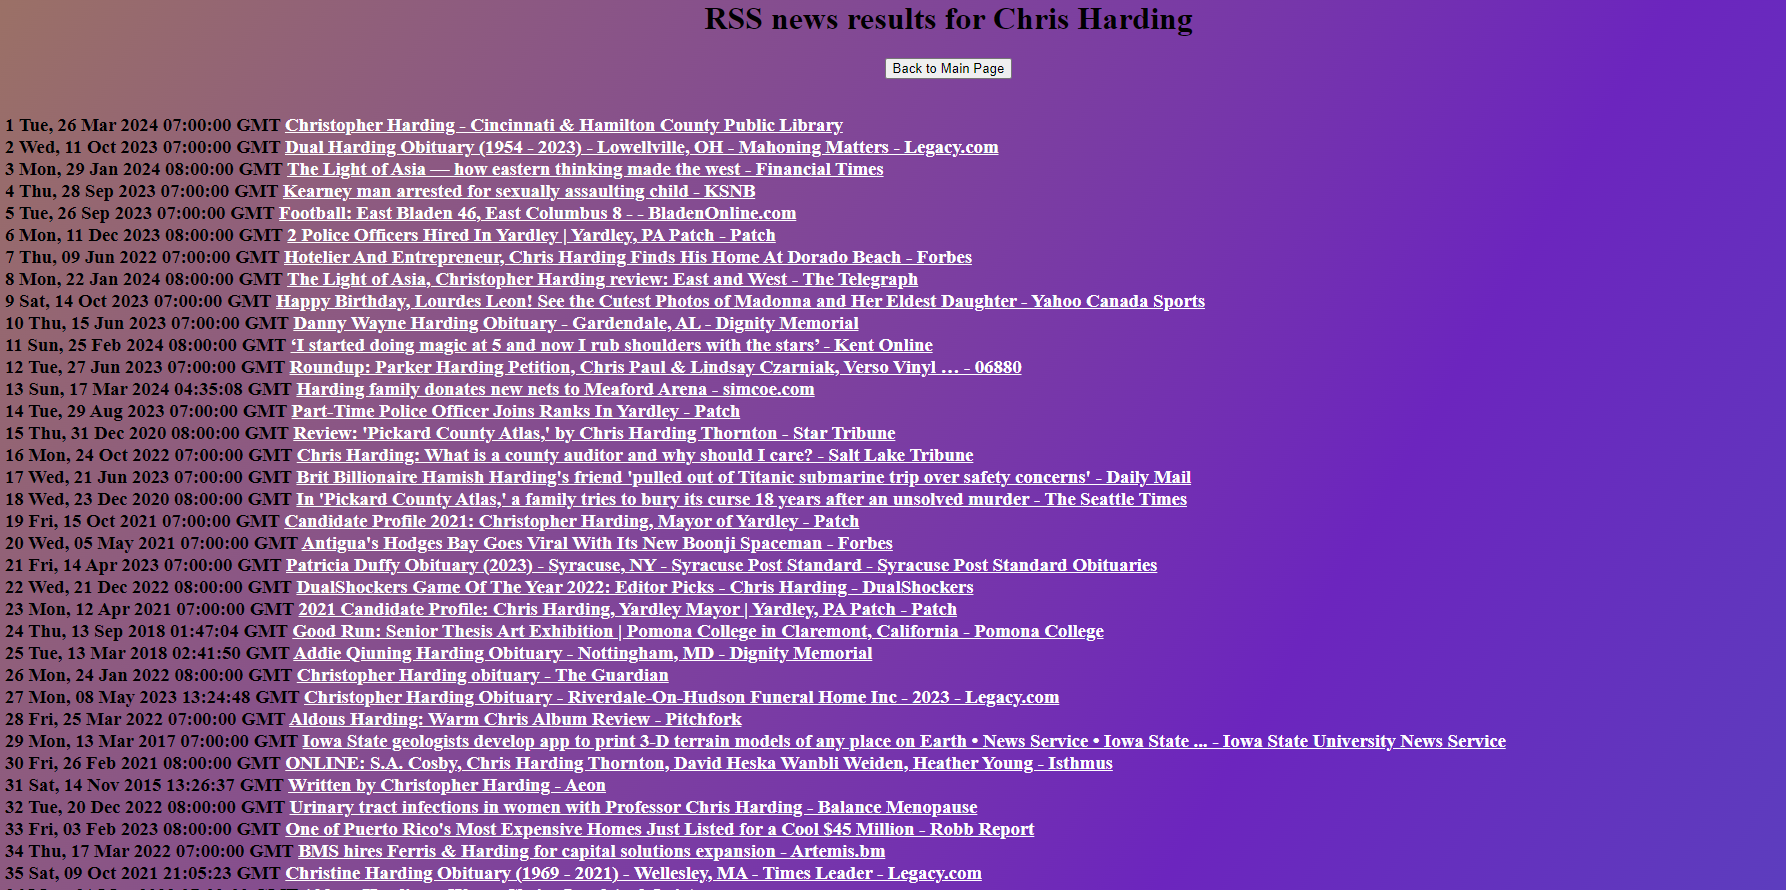 RSS news results for Chris Harding
Back to Main Page
1 Tue, 26 Mar 2024 07:00:00 GMT Christopher Harding - Cincinnati & Hamilton County Public Library
2 Wed, 11 Oct 2023 07:00:00 GMT Dual Harding Obituary (1954 - 2023) - Lowellville, OH - Mahoning Matters - Legacy.com
3 Mon, 29 Jan 2024 08:00:00 GMT The Light of Asia — how eastern thinking made the west - Financial Times
4 Thu, 28 Sep 2023 07:00:00 GMT Kearney man arrested for sexually assaulting child - KSNB
5 Tue, 26 Sep 2023 07:00:00 GMT Football: East Bladen 46, East Columbus 8 - - BladenOnline.com
6 Mon, 11 Dec 2023 08:00:00 GMT 2 Police Officers Hired In Yardley | Yardley, PA Patch - Patch
7 Thu, 09 Jun 2022 07:00:00 GMT Hotelier And Entrepreneur, Chris Harding Finds His Home At Dorado Beach - Forbes
8 Mon, 22 Jan 2024 08:00:00 GMT The Light of Asia, Christopher Harding review: East and West - The Telegraph
9 Sat, 14 Oct 2023 07:00:00 GMT Happy Birthday, Lourdes Leon! See the Cutest Photos of Madonna and Her Eldest Daughter - Yahoo Canada Sports
10 Thu, 15 Jun 2023 07:00:00 GMT Danny Wayne Harding Obituary - Gardendale, AL - Dignity Memorial
11 Sun, 25 Feb 2024 08:00:00 GMT ‘I started doing magic at 5 and now I rub shoulders with the stars’ - Kent Online
12 Tue, 27 Jun 2023 07:00:00 GMT Roundup: Parker Harding Petition, Chris Paul & Lindsay Czarniak, Verso Vinyl … - 06880
13 Sun, 17 Mar 2024 04:35:08 GMT Harding family donates new nets to Meaford Arena - simcoe.com
14 Tue, 29 Aug 2023 07:00:00 GMT Part-Time Police Officer Joins Ranks In Yardley - Patch
15 Thu, 31 Dec 2020 08:00:00 GMT Review: 'Pickard County Atlas,' by Chris Harding Thornton - Star Tribune
16 Mon, 24 Oct 2022 07:00:00 GMT Chris Harding: What is a county auditor and why should I care? - Salt Lake Tribune
17 Wed, 21 Jun 2023 07:00:00 GMT Brit Billionaire Hamish Harding's friend 'pulled out of Titanic submarine trip over safety concerns' - Daily Mail
18 Wed, 23 Dec 2020 08:00:00 GMT In 'Pickard County Atlas,' a family tries to bury its curse 18 years after an unsolved murder - The Seattle Times
19 Fri, 15 Oct 2021 07:00:00 GMT Candidate Profile 2021: Christopher Harding, Mayor of Yardley - Patch
20 Wed, 05 May 2021 07:00:00 GMT Antigua's Hodges Bay Goes Viral With Its New Boonji Spaceman - Forbes
21 Fri, 14 Apr 2023 07:00:00 GMT Patricia Duffy Obituary (2023) - Syracuse, NY - Syracuse Post Standard - Syracuse Post Standard Obituaries
22 Wed, 21 Dec 2022 08:00:00 GMT DualShockers Game Of The Year 2022: Editor Picks - Chris Harding - DualShockers
23 Mon, 12 Apr 2021 07:00:00 GMT 2021 Candidate Profile: Chris Harding, Yardley Mayor | Yardley, PA Patch - Patch
24 Thu, 13 Sep 2018 01:47:04 GMT Good Run: Senior Thesis Art Exhibition | Pomona College in Claremont, California - Pomona College
25 Tue, 13 Mar 2018 02:41:50 GMT Addie Qiuning Harding Obituary - Nottingham, MD - Dignity Memorial
26 Mon, 24 Jan 2022 08:00:00 GMT Christopher Harding obituary - The Guardian
27 Mon, 08 May 2023 13:24:48 GMT Christopher Harding Obituary - Riverdale-On-Hudson Funeral Home Inc - 2023 - Legacy.com
28 Fri, 25 Mar 2022 07:00:00 GMT Aldous Harding: Warm Chris Album Review - Pitchfork
29 Mon, 13 Mar 2017 07:00:00 GMT Iowa State geologists develop app to print 3-D terrain models of any place on Earth • News Service • Iowa State ... - Iowa State University News Service
30 Fri, 26 Feb 2021 08:00:00 GMT ONLINE: S.A. Cosby, Chris Harding Thornton, David Heska Wanbli Weiden, Heather Young - Isthmus
31 Sat, 14 Nov 2015 13:26:37 GMT Written by Christopher Harding - Aeon
32 Tue, 20 Dec 2022 08:00:00 GMT Urinary tract infections in women with Professor Chris Harding - Balance Menopause
33 Fri, 03 Feb 2023 08:00:00 GMT One of Puerto Rico's Most Expensive Homes Just Listed for a Cool $45 Million - Robb Report
34 Thu, 17 Mar 2022 07:00:00 GMT BMS hires Ferris & Harding for capital solutions expansion - Artemis.bm
35 Sat, 09 Oct 2021 21:05:23 GMT Christine Harding Obituary (1969 - 2021) - Wellesley, MA - Times Leader - Legacy.com